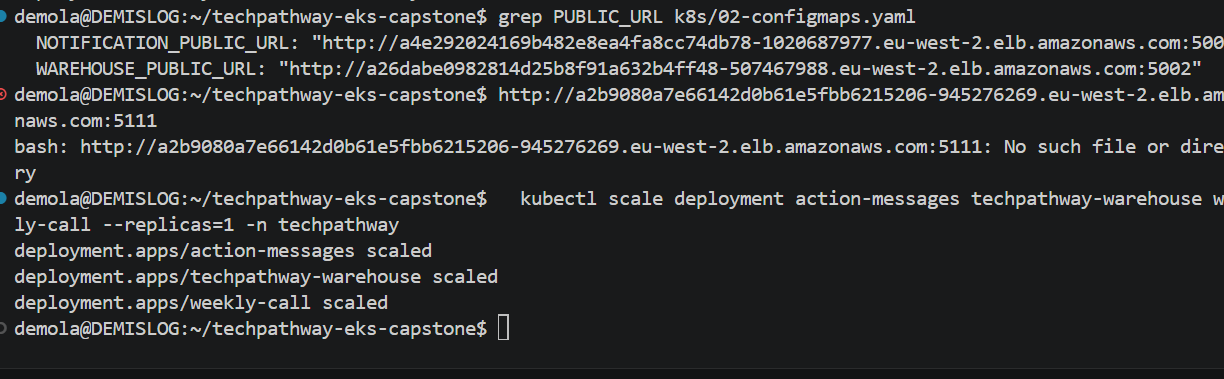 demola@DEMISLOG:~/techpathway-eks-capstone$ grep PUBLIC_URL k8s/02-configmaps.yaml
NOTIFICATION_PUBLIC_URL: "http://a4e292024169b482e8ea4fa8cc74db78-1020687977.eu-west-2.elb.amazonaws.com:500
WAREHOUSE_PUBLIC_URL: "http://a26dabe0982814d25b8f91a632b4ff48-507467988.eu-west-2.elb.amazonaws.com:5002"
demola@DEMISLOG:~/techpathway-eks-capstone$ http://a2b9080a7e66142d0b61e5fbb6215206-945276269.eu-west-2.elb.am
naws.com:5111
bash: http://a2b9080a7e66142d0b61e5fbb6215206-945276269.eu-west-2.elb.amazonaws.com:5111: No such file or dire
ry
demola@DEMISLOG:~/techpathway-eks-capstone$   kubectl scale deployment action-messages techpathway-warehouse w
ly-call --replicas=1 -n techpathway
deployment.apps/action-messages scaled
deployment.apps/techpathway-warehouse scaled
deployment.apps/weekly-call scaled
demola@DEMISLOG:~/techpathway-eks-capstone$